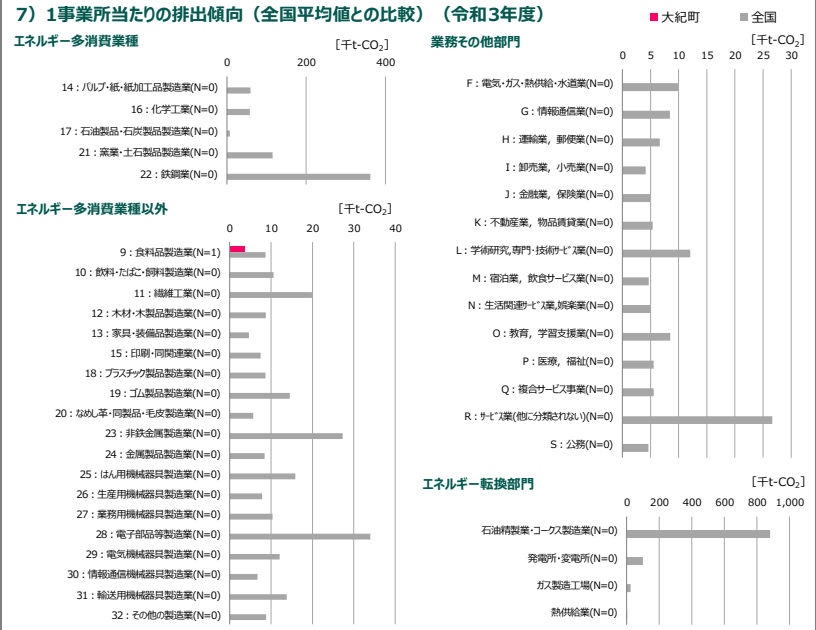 7）1事業所当たりの排出傾向（全国平均値との比較）（令和3年度）
大紀町 全国
エネルギー多消費業種
[千t-CO₂]
0 200 400
14：パルプ・紙・紙加工品製造業(N=0)
16：化学工業(N=0)
17：石油製品・石炭製品製造業(N=0)
21：窯業・土石製品製造業(N=0)
22：鉄鋼業(N=0)
エネルギー多消費業種以外
[千t-CO₂]
0 10 20 30 40
9：食料品製造業(N=1)
10：飲料・たばこ・飼料製造業(N=0)
11：繊維工業(N=0)
12：木材・木製品製造業(N=0)
13：家具・装備品製造業(N=0)
15：印刷・同関連業(N=0)
18：プラスチック製品製造業(N=0)
19：ゴム製品製造業(N=0)
20：なめし革・同製品・毛皮製造業(N=0)
23：非鉄金属製造業(N=0)
24：金属製品製造業(N=0)
25：はん用機械器具製造業(N=0)
26：生産用機械器具製造業(N=0)
27：業務用機械器具製造業(N=0)
28：電子部品等製造業(N=0)
29：電気機械器具製造業(N=0)
30：情報通信機械器具製造業(N=0)
31：輸送用機械器具製造業(N=0)
32：その他の製造業(N=0)
業務その他部門
[千t-CO₂]
0 5 10 15 20 25 30
F：電気・ガス・熱供給・水道業(N=0)
G：情報通信業(N=0)
H：運輸業，郵便業(N=0)
I：卸売業，小売業(N=0)
J：金融業，保険業(N=0)
K：不動産業，物品賃貸業(N=0)
L：学術研究,専門・技術ｻｰﾋﾞｽ業(N=0)
M：宿泊業，飲食サービス業(N=0)
N：生活関連ｻｰﾋﾞｽ業,娯楽業(N=0)
O：教育，学習支援業(N=0)
P：医療，福祉(N=0)
Q：複合サービス事業(N=0)
R：ｻｰﾋﾞｽ業(他に分類されない)(N=0)
S：公務(N=0)
エネルギー転換部門
[千t-CO₂]
0 200 400 600 800 1,000
石油精製業・コークス製造業(N=0)
発電所・変電所(N=0)
ガス製造工場(N=0)
熱供給業(N=0)